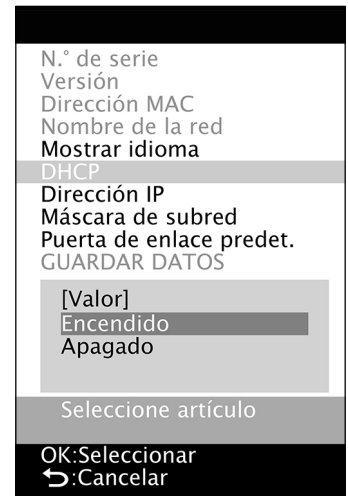 N.° de serie
Versión
Dirección MAC
Nombre de la red
Mostrar idioma
DHCP
Dirección IP
Máscara de subred
Puerta de enlace predet.
GUARDAR DATOS
[Valor]
Encendido
Apagado
Seleccione artículo
OK:Seleccionar
⮌:Cancelar